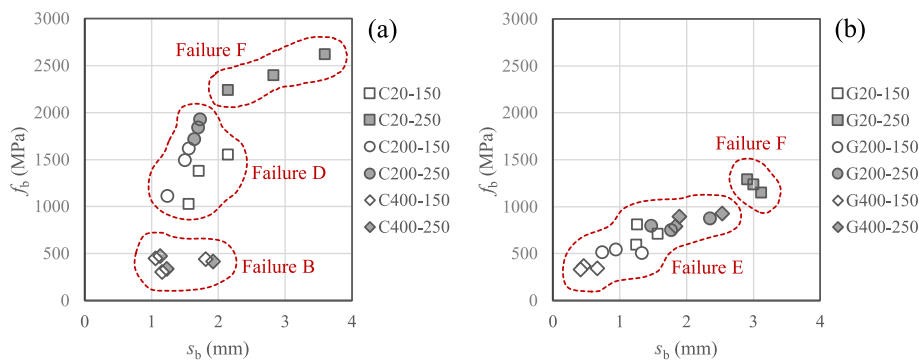 (a)
3000
2500
2000
1500
1000
500
0
f_b (MPa)
0 1 2 3 4
s_b (mm)
Failure F
Failure D
Failure B
C20-150
C20-250
C200-150
C200-250
C400-150
C400-250
(b)
3000
2500
2000
1500
1000
500
0
f_b (MPa)
0 1 2 3 4
s_b (mm)
Failure F
Failure E
G20-150
G20-250
G200-150
G200-250
G400-150
G400-250